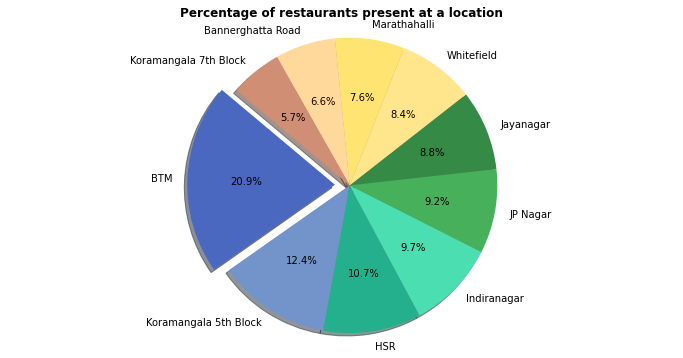 Percentage of restaurants present at a location
BTM
20.9%
Koramangala 5th Block
12.4%
HSR
10.7%
Indiranagar
9.7%
JP Nagar
9.2%
Jayanagar
8.8%
Whitefield
8.4%
Marathahalli
7.6%
Bannerghatta Road
6.6%
Koramangala 7th Block
5.7%